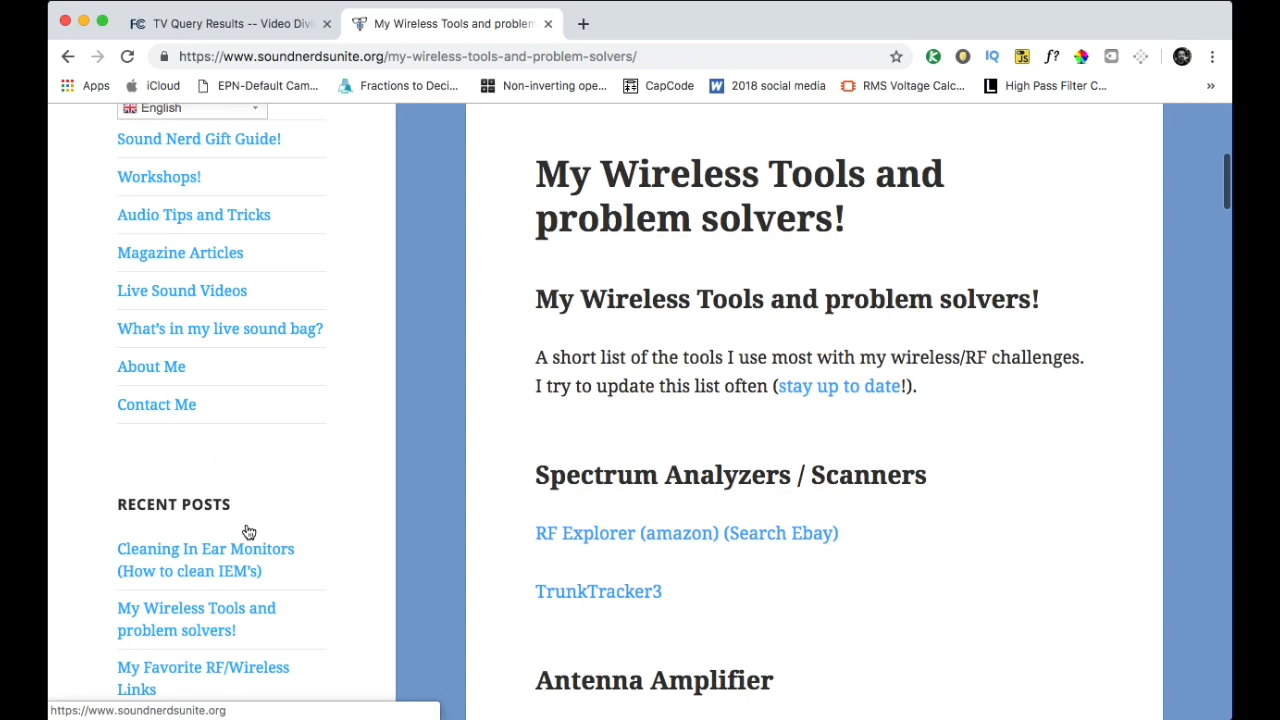 TV Query Results -- Video Divi
My Wireless Tools and problem
https://www.soundnerdsunite.org/my-wireless-tools-and-problem-solvers/
Apps
iCloud
EPN-Default Cam...
Fractions to Deci...
Non-inverting ope...
CapCode
2018 social media
RMS Voltage Calc...
High Pass Filter C...
»
English
Sound Nerd Gift Guide!
Workshops!
Audio Tips and Tricks
Magazine Articles
Live Sound Videos
What's in my live sound bag?
About Me
Contact Me
RECENT POSTS
Cleaning In Ear Monitors
(How to clean IEM's)
My Wireless Tools and
problem solvers!
My Favorite RF/Wireless
Links
https://www.soundnerdsunite.org
My Wireless Tools and
problem solvers!
My Wireless Tools and problem solvers!
A short list of the tools I use most with my wireless/RF challenges.
I try to update this list often (stay up to date!).
Spectrum Analyzers / Scanners
RF Explorer (amazon) (Search Ebay)
TrunkTracker3
Antenna Amplifier